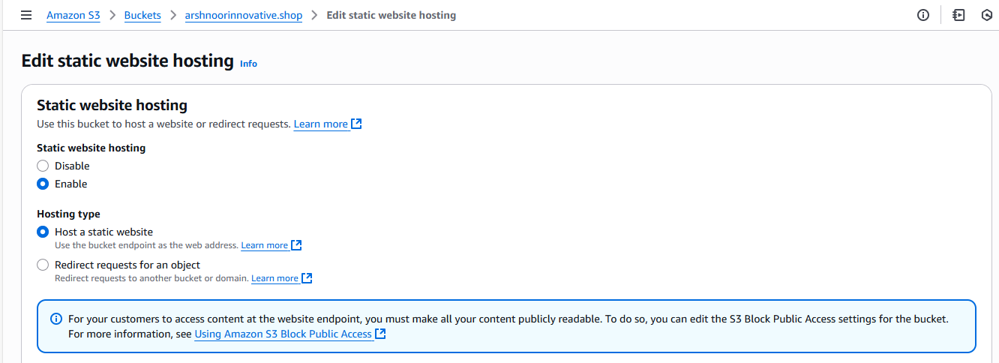 Amazon S3 > Buckets > arshnoorinnovative.shop > Edit static website hosting
Edit static website hosting Info
Static website hosting
Use this bucket to host a website or redirect requests. Learn more
Static website hosting
Disable
Enable
Hosting type
Host a static website
Use the bucket endpoint as the web address. Learn more
Redirect requests for an object
Redirect requests to another bucket or domain. Learn more
For your customers to access content at the website endpoint, you must make all your content publicly readable. To do so, you can edit the S3 Block Public Access settings for the bucket.
For more information, see Using Amazon S3 Block Public Access